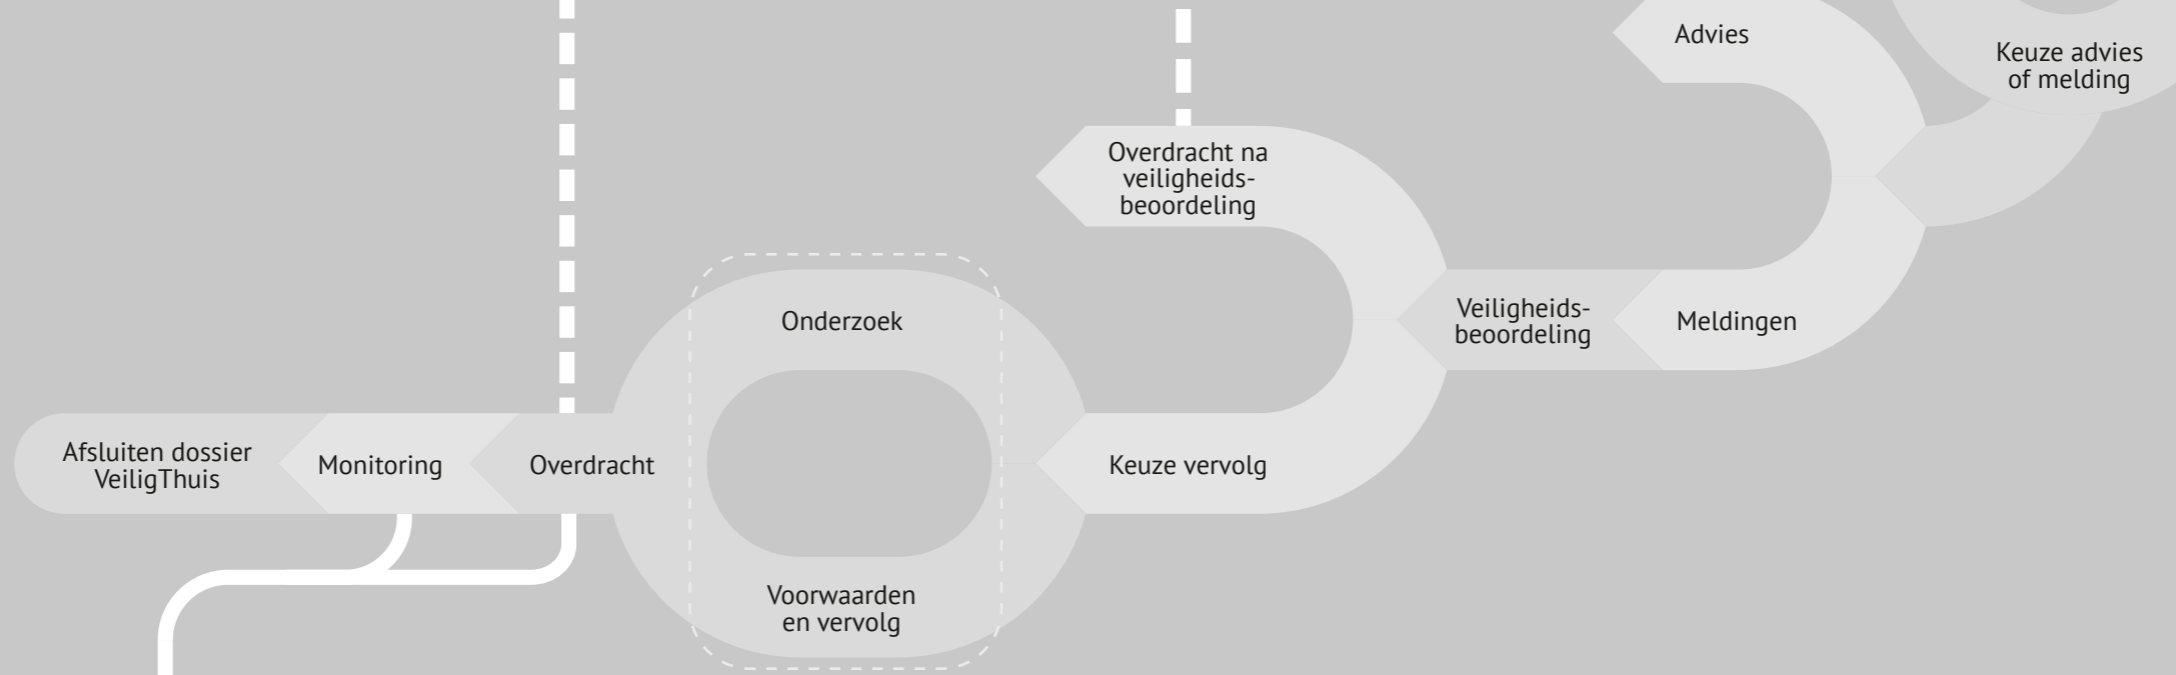 Advies
Keuze advies
of melding
Overdracht na
veiligheids-
beoordeling
Onderzoek
Veiligheids-
beoordeling
Meldingen
Afsluiten dossier
VeiligThuis
Monitoring
Overdracht
Keuze vervolg
Voorwaarden
en vervolg